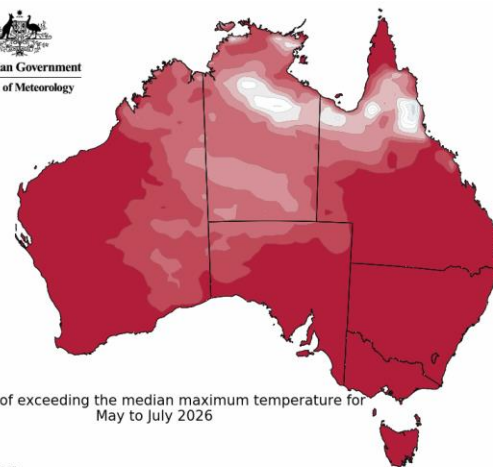 an Government
of Meteorology
of exceeding the median maximum temperature for
May to July 2026